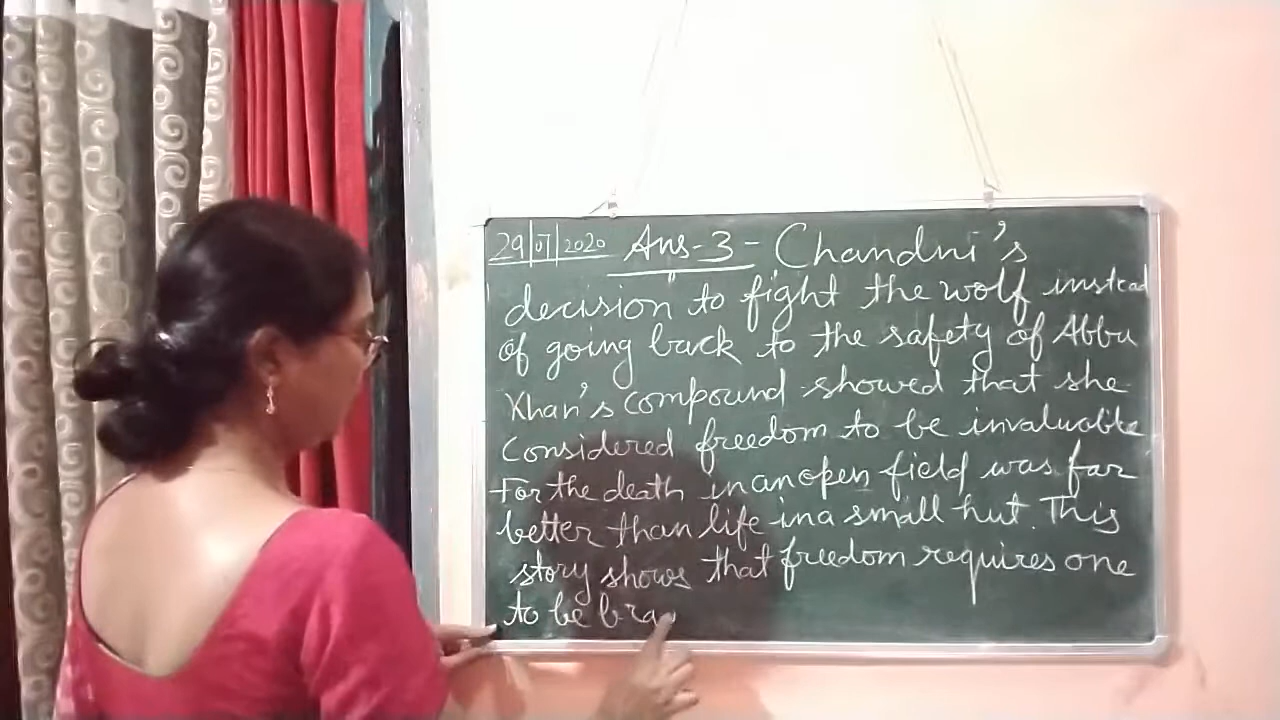 29/07/2020 Ans-3- Chandni's
decision to fight the wolf instead
of going back to the safety of Abbu
Khan's compound showed that she
considered freedom to be invaluable
For the death in an open field was far
better than life in a small hut. This
story shows that freedom requires one
to be bra